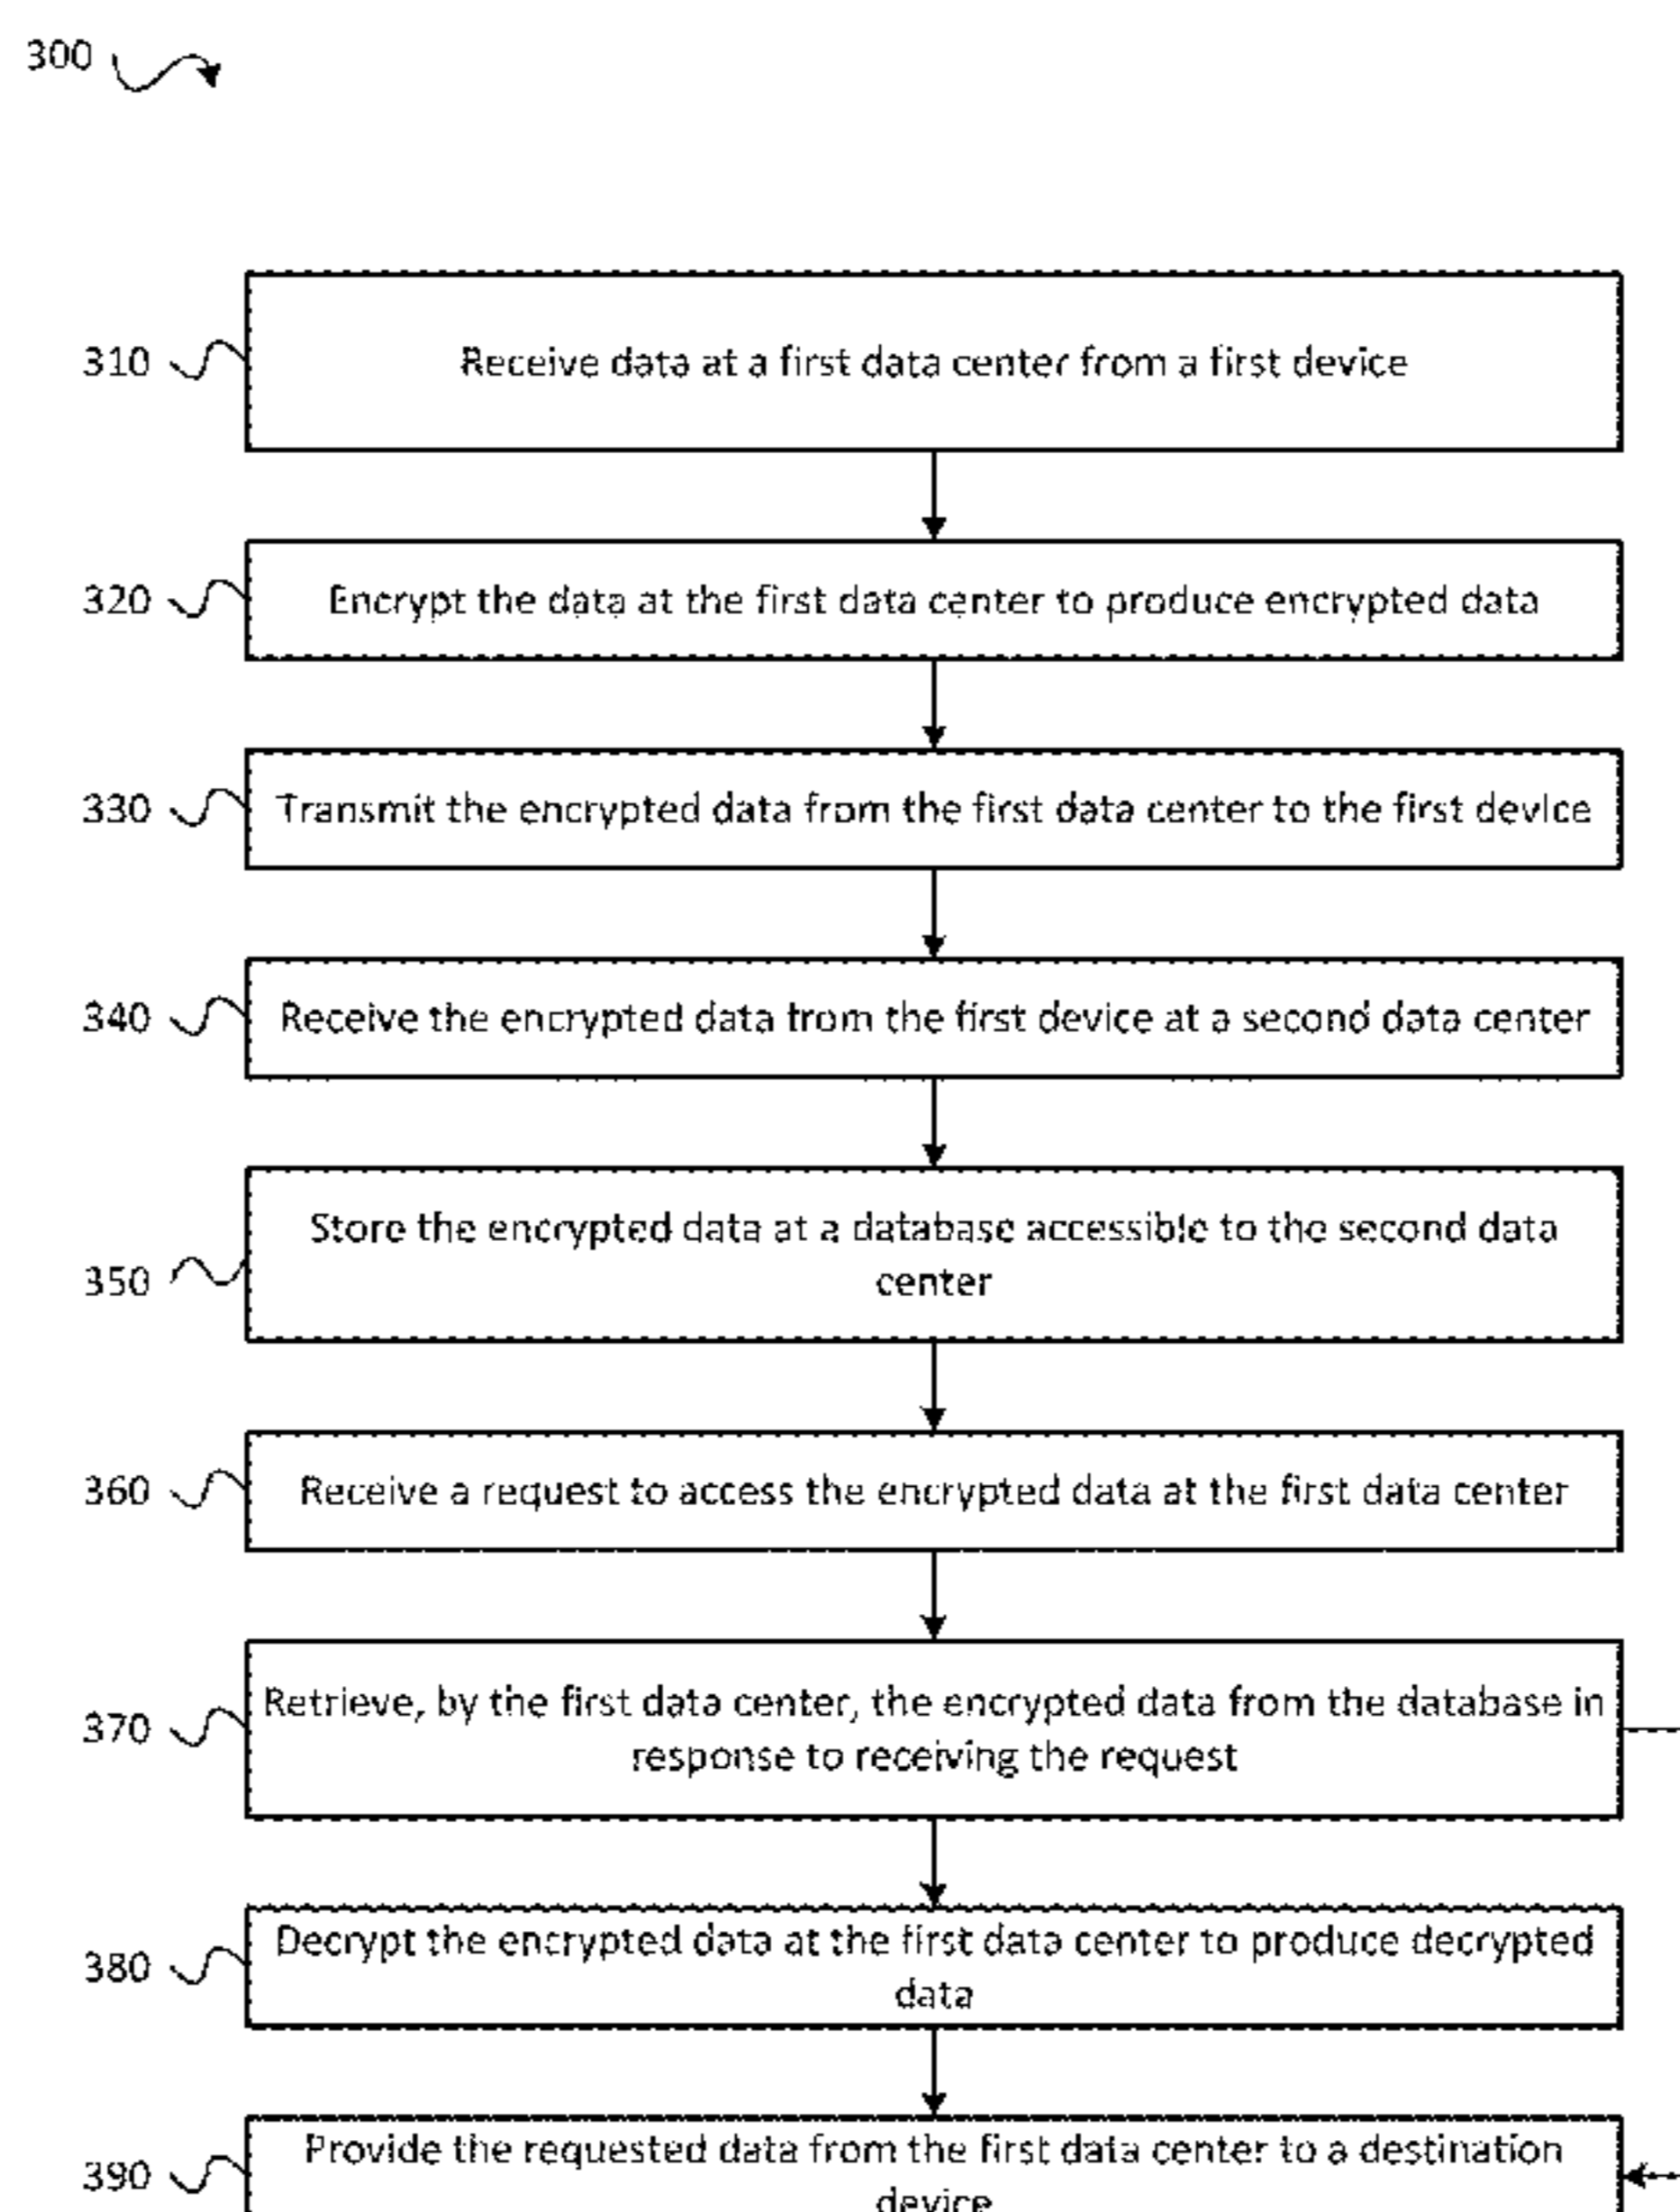 300
310
Receive data at a first data center from a first device
320
Encrypt the data at the first data center to produce encrypted data
330
Transmit the encrypted data from the first data center to the first device
340
Receive the encrypted data from the first device at a second data center
350
Store the encrypted data at a database accessible to the second data
center
360
Receive a request to access the encrypted data at the first data center
370
Retrieve, by the first data center, the encrypted data from the database in
response to receiving the request
380
Decrypt the encrypted data at the first data center to produce decrypted
data
390
Provide the requested data from the first data center to a destination
device